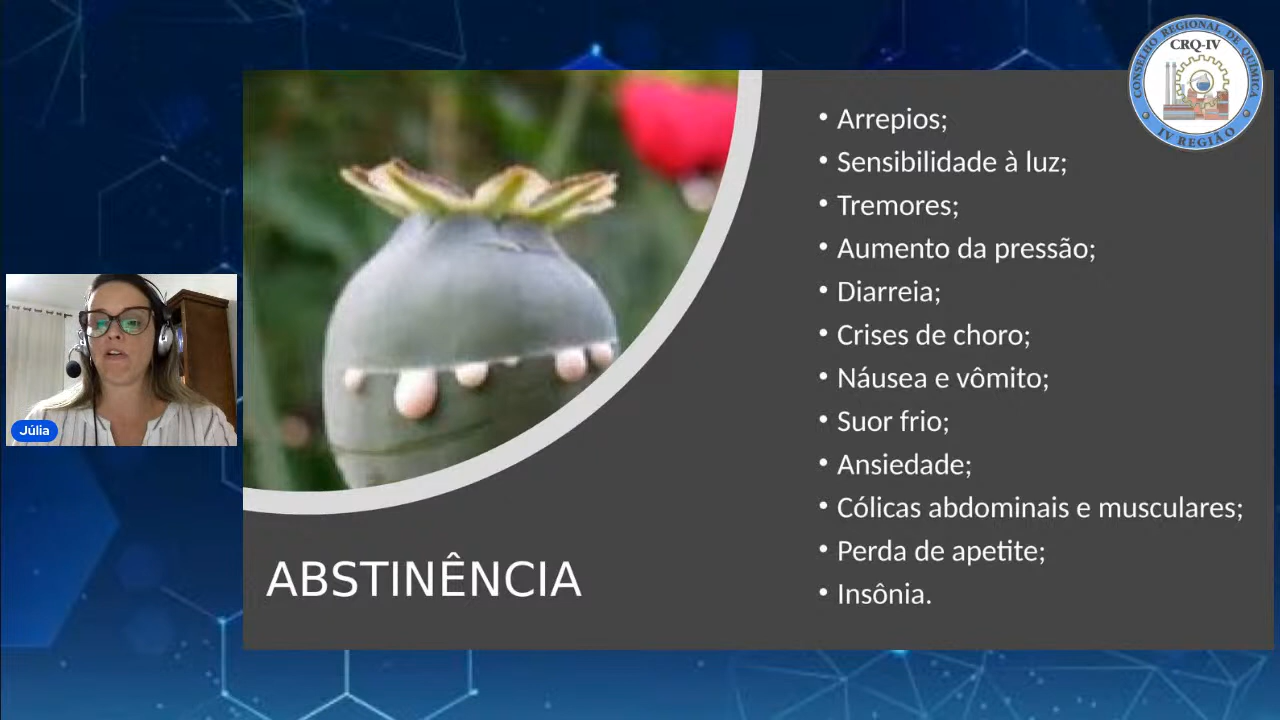 CONSELHO REGIONAL DE QUÍMICA
CRQ-IV
IV REGIÃO
• Arrepios;
• Sensibilidade à luz;
• Tremores;
• Aumento da pressão;
• Diarreia;
• Crises de choro;
• Náusea e vômito;
• Suor frio;
• Ansiedade;
• Cólicas abdominais e musculares;
• Perda de apetite;
• Insônia.
Júlia
ABSTINÊNCIA